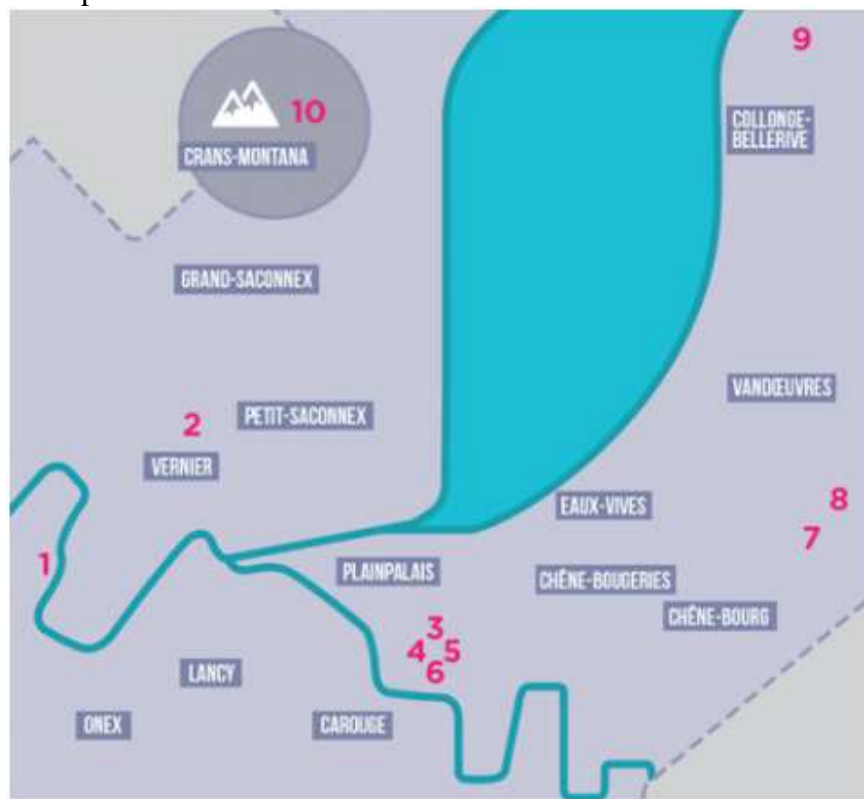 9
10
COLLONGE-
BELLERIVE
CRANS-MONTANA
GRAND-SACONNEX
VANDŒUVRES
2
PETIT-SACONNEX
VERNIER
8
EAUX-VIVES
7
1
PLAINPALAIS
CHÊNE-BOUGERIES
CHÊNE-BOURG
3
4 5
6
LANCY
ONEX
CAROUGE